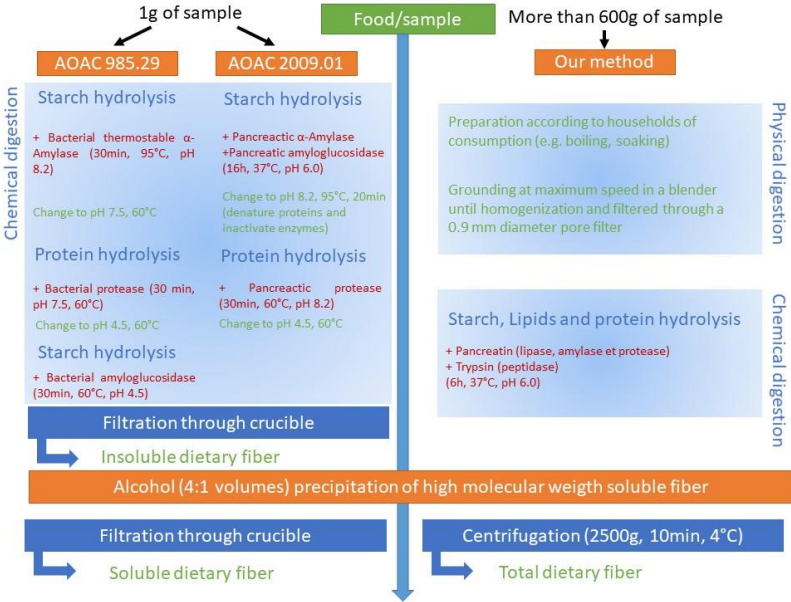 1g of sample
Food/sample
More than 600g of sample
AOAC 985.29
AOAC 2009.01
Our method
Chemical digestion
Starch hydrolysis
+ Bacterial thermostable α-
Amylase (30min, 95°C, pH
8.2)
Change to pH 7.5, 60°C
Protein hydrolysis
+ Bacterial protease (30 min,
pH 7.5, 60°C)
Change to pH 4.5, 60°C
Starch hydrolysis
+ Bacterial amyloglucosidase
(30min, 60°C, pH 4.5)
Starch hydrolysis
+ Pancreactic α-Amylase
+Pancreatic amyloglucosidase
(16h, 37°C, pH 6.0)
Change to pH 8.2, 95°C, 20min
(denature proteins and
inactivate enzymes)
Protein hydrolysis
+ Pancreatic protease
(30min, 60°C, pH 8.2)
Change to pH 4.5, 60°C
Physical digestion
Preparation according to households of
consumption (e.g. boiling, soaking)
Grounding at maximum speed in a blender
until homogenization and filtered through a
0.9 mm diameter pore filter
Chemical digestion
Starch, Lipids and protein hydrolysis
+ Pancreatin (lipase, amylase et protease)
+ Trypsin (peptidase)
(6h, 37°C, pH 6.0)
Filtration through crucible
Insoluble dietary fiber
Alcohol (4:1 volumes) precipitation of high molecular weigth soluble fiber
Filtration through crucible
Soluble dietary fiber
Centrifugation (2500g, 10min, 4°C)
Total dietary fiber